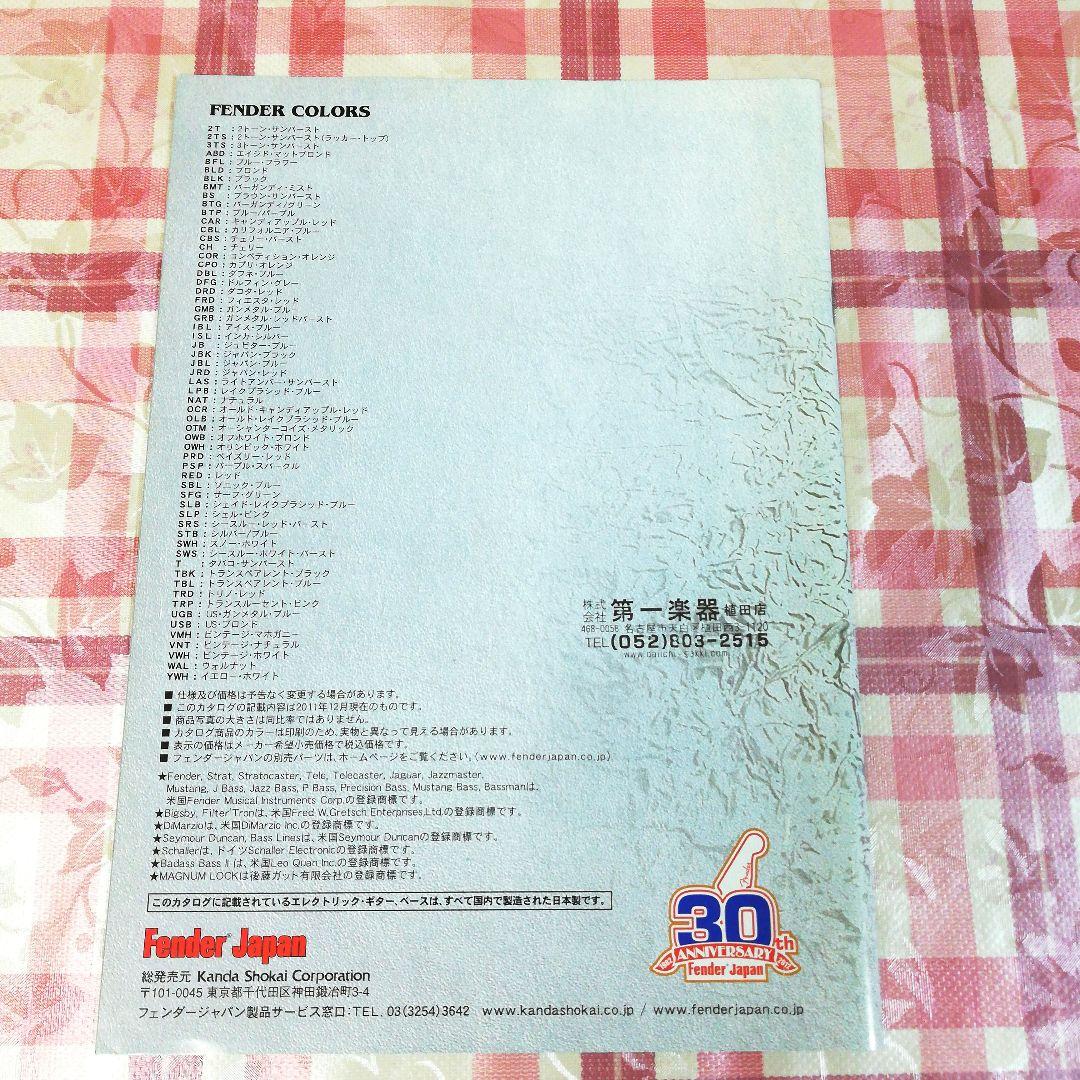 FENDER COLORS
2T : 2トーン・サンバースト
2TS : 2トーン・サンバースト(ラッカー・トップ)
3TS : 3トーン・サンバースト
ABD : エイジド・マットブロンド
BFL : ブルー・フラワー
BLD : ブロンド
BLK : ブラック
BMT : バーガンディ・ミスト
BS : ブラウン・サンバースト
BTG : バーガンディ/グリーン
BTP : ブルー/パープル
CAR : キャンディアップル・レッド
CBL : カリフォルニア・ブルー
CBS : チェリー・バースト
CH : チェリー
COR : コンペティション・オレンジ
CPO : カプリ・オレンジ
DBL : ダフネ・ブルー
DFG : ドルフィン・グレー
DRD : ダコタ・レッド
FRD : フィエスタ・レッド
GMB : ガンメタル・ブルー
GRB : ガンメタル・レッドバースト
IBL : アイス・ブルー
ISL : インカ・シルバー
JB : ジュピター・ブルー
JBK : ジャパン・ブラック
JBL : ジャパン・ブルー
JRD : ジャパン・レッド
LAS : ライトアンバー・サンバースト
LPB : レイクプラシッド・ブルー
NAT : ナチュラル
OCR : オールド・キャンディアップル・レッド
OLB : オールド・レイクプラシッド・ブルー
OTM : オーシャンターコイズ・メタリック
OWB : オフホワイト・ブロンド
OWH : オリンピック・ホワイト
PRD : ペイズリー・レッド
PSP : パープル・スパークル
RED : レッド
SBL : ソニック・ブルー
SFG : サーフ・グリーン
SLB : シェイド・レイクプラシッド・ブルー
SLP : シェル・ピンク
SRS : シースルー・レッド・バースト
STB : シルバー/ブルー
SWH : スノー・ホワイト
SWS : シースルー・ホワイト・バースト
T : タバコ・サンバースト
TBK : トランスペアレント・ブラック
TBL : トランスペアレント・ブルー
TRD : トリノ・レッド
TRP : トランスルーセント・ピンク
UGB : US・ガンメタル・ブルー
USB : US・ブロンド
VMH : ビンテージ・マホガニー
VNT : ビンテージ・ナチュラル
VWH : ビンテージ・ホワイト
WAL : ウォルナット
YWH : イエロー・ホワイト
株式会社 第一楽器 植田店
468-0058 名古屋市天白区植田西3-1120
TEL(052)803-2515
■ 仕様及び価格は予告なく変更する場合があります。
■ このカタログの記載内容は2011年12月現在のものです。
■ 商品写真の大きさは同比率ではありません。
■ カタログ商品のカラーは印刷のため、実物と異なって見える場合があります。
■ 表示の価格はメーカー希望小売価格で税込価格です。
■ フェンダージャパンの別売パーツは、ホームページをご覧ください。(www.fenderjapan.co.jp)
★Fender, Strat, Stratocaster, Tele, Telecaster, Jaguar, Jazzmaster,
Mustang, J Bass, Jazz Bass, P Bass, Precision Bass, Mustang Bass, Bassmanは、
米国Fender Musical Instruments Corp.の登録商標です。
★Bigsby, Filter'Tronは、米国Fred W.Gretsch Enterprises,Ltd.の登録商標です。
★DiMarzioは、米国DiMarzio Inc.の登録商標です。
★Seymour Duncan, Bass Linesは、米国Seymour Duncanの登録商標です。
★Schallerは、ドイツSchaller Electronicの登録商標です。
★Badass Bass IIは、米国Leo Quan Inc.の登録商標です。
★MAGNUM LOCKは後藤ガット有限会社の登録商標です。
このカタログに記載されているエレクトリック・ギター、ベースは、すべて国内で製造された日本製です。
Fender
30th
ANNIVERSARY
Fender Japan
Fender Japan
総発売元 Kanda Shokai Corporation
〒101-0045 東京都千代田区神田鍛冶町3-4
フェンダージャパン製品サービス窓口:TEL. 03(3254)3642 www.kandashokai.co.jp / www.fenderjapan.co.jp